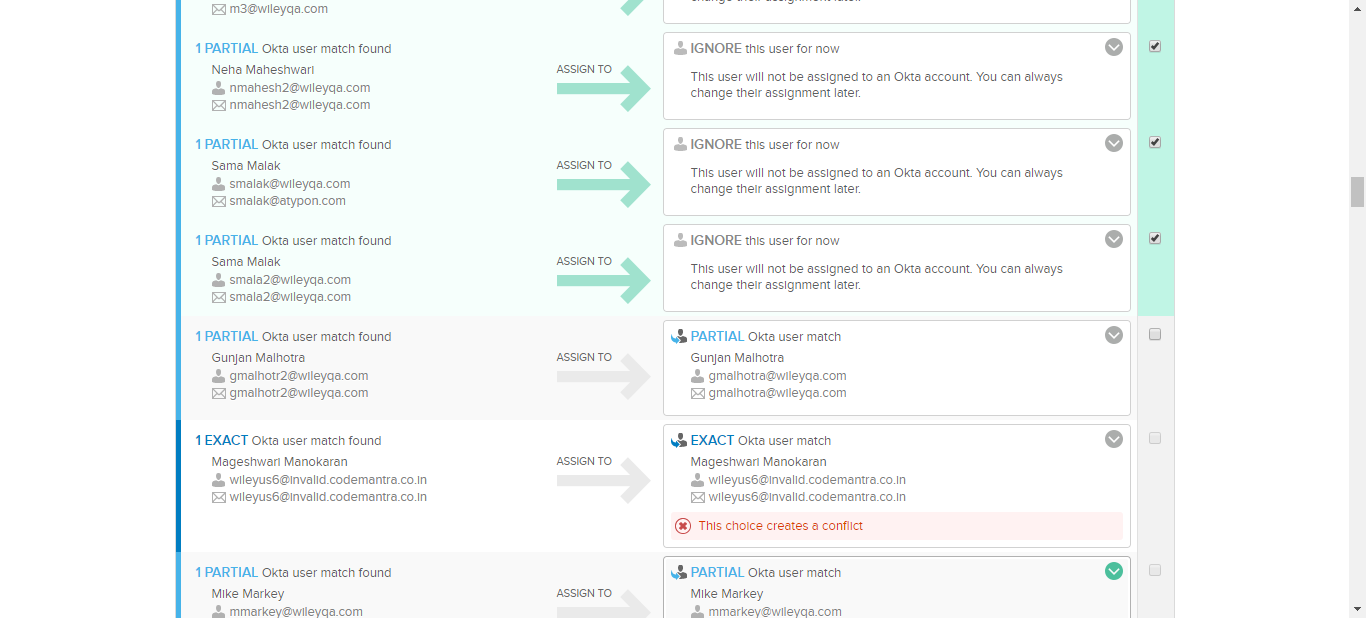 m3@wileyqa.com
change their assignment later.
1 PARTIAL Okta user match found
Neha Maheshwari
nmahesh2@wileyqa.com
nmahesh2@wileyqa.com
ASSIGN TO
IGNORE this user for now
This user will not be assigned to an Okta account. You can always
change their assignment later.
1 PARTIAL Okta user match found
Sama Malak
smalak@wileyqa.com
smalak@atypon.com
ASSIGN TO
IGNORE this user for now
This user will not be assigned to an Okta account. You can always
change their assignment later.
1 PARTIAL Okta user match found
Sama Malak
smala2@wileyqa.com
smala2@wileyqa.com
ASSIGN TO
IGNORE this user for now
This user will not be assigned to an Okta account. You can always
change their assignment later.
1 PARTIAL Okta user match found
Gunjan Malhotra
gmalhotr2@wileyqa.com
gmalhotr2@wileyqa.com
ASSIGN TO
PARTIAL Okta user match
Gunjan Malhotra
gmalhotra@wileyqa.com
gmalhotra@wileyqa.com
1 EXACT Okta user match found
Mageshwari Manokaran
wileyus6@invalid.codemantra.co.in
wileyus6@invalid.codemantra.co.in
ASSIGN TO
EXACT Okta user match
Mageshwari Manokaran
wileyus6@invalid.codemantra.co.in
wileyus6@invalid.codemantra.co.in
This choice creates a conflict
1 PARTIAL Okta user match found
Mike Markey
mmarkey@wileyqa.com
ASSIGN TO
PARTIAL Okta user match
Mike Markey
mmarkey@wileyqa.com